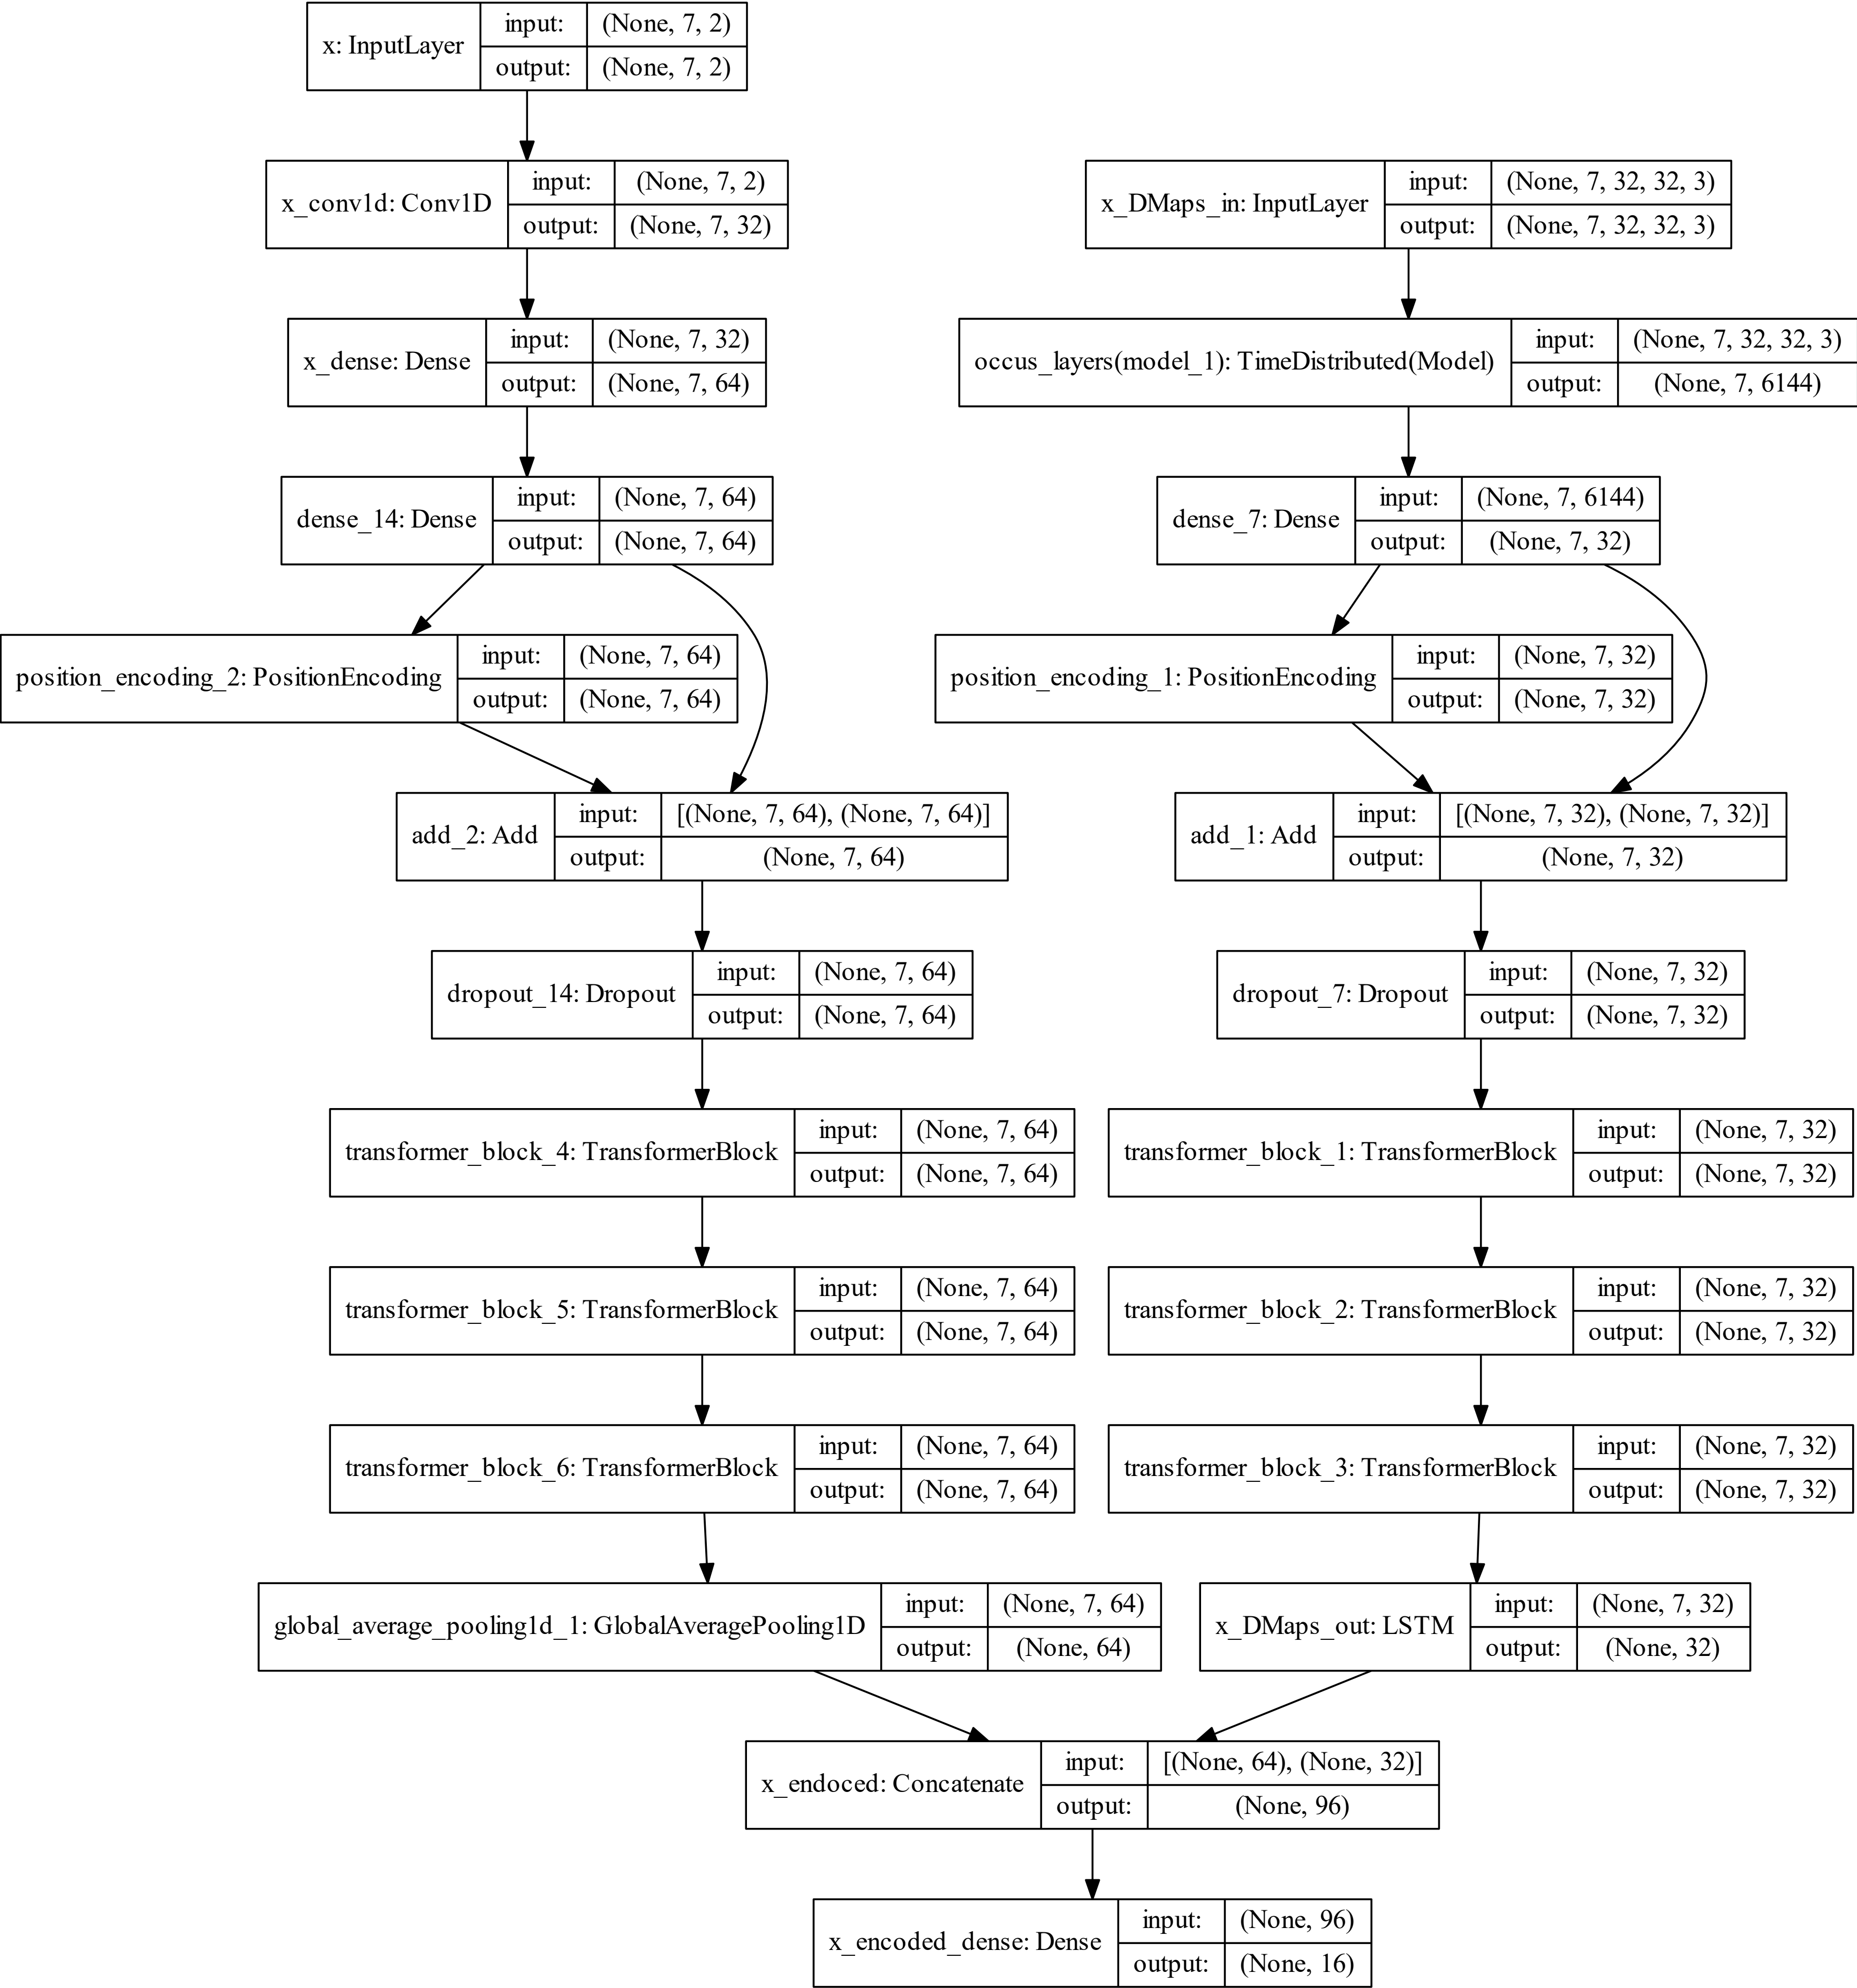 x: InputLayer
input: (None, 7, 2)
output: (None, 7, 2)
x_conv1d: Conv1D
input: (None, 7, 2)
output: (None, 7, 32)
x_DMaps_in: InputLayer
input: (None, 7, 32, 32, 3)
output: (None, 7, 32, 32, 3)
x_dense: Dense
input: (None, 7, 32)
output: (None, 7, 64)
occus_layers(model_1): TimeDistributed(Model)
input: (None, 7, 32, 32, 3)
output: (None, 7, 6144)
dense_14: Dense
input: (None, 7, 64)
output: (None, 7, 64)
dense_7: Dense
input: (None, 7, 6144)
output: (None, 7, 32)
position_encoding_2: PositionEncoding
input: (None, 7, 64)
output: (None, 7, 64)
position_encoding_1: PositionEncoding
input: (None, 7, 32)
output: (None, 7, 32)
add_2: Add
input: [(None, 7, 64), (None, 7, 64)]
output: (None, 7, 64)
add_1: Add
input: [(None, 7, 32), (None, 7, 32)]
output: (None, 7, 32)
dropout_14: Dropout
input: (None, 7, 64)
output: (None, 7, 64)
dropout_7: Dropout
input: (None, 7, 32)
output: (None, 7, 32)
transformer_block_4: TransformerBlock
input: (None, 7, 64)
output: (None, 7, 64)
transformer_block_1: TransformerBlock
input: (None, 7, 32)
output: (None, 7, 32)
transformer_block_5: TransformerBlock
input: (None, 7, 64)
output: (None, 7, 64)
transformer_block_2: TransformerBlock
input: (None, 7, 32)
output: (None, 7, 32)
transformer_block_6: TransformerBlock
input: (None, 7, 64)
output: (None, 7, 64)
transformer_block_3: TransformerBlock
input: (None, 7, 32)
output: (None, 7, 32)
global_average_pooling1d_1: GlobalAveragePooling1D
input: (None, 7, 64)
output: (None, 64)
x_DMaps_out: LSTM
input: (None, 7, 32)
output: (None, 32)
x_endoced: Concatenate
input: [(None, 64), (None, 32)]
output: (None, 96)
x_encoded_dense: Dense
input: (None, 96)
output: (None, 16)